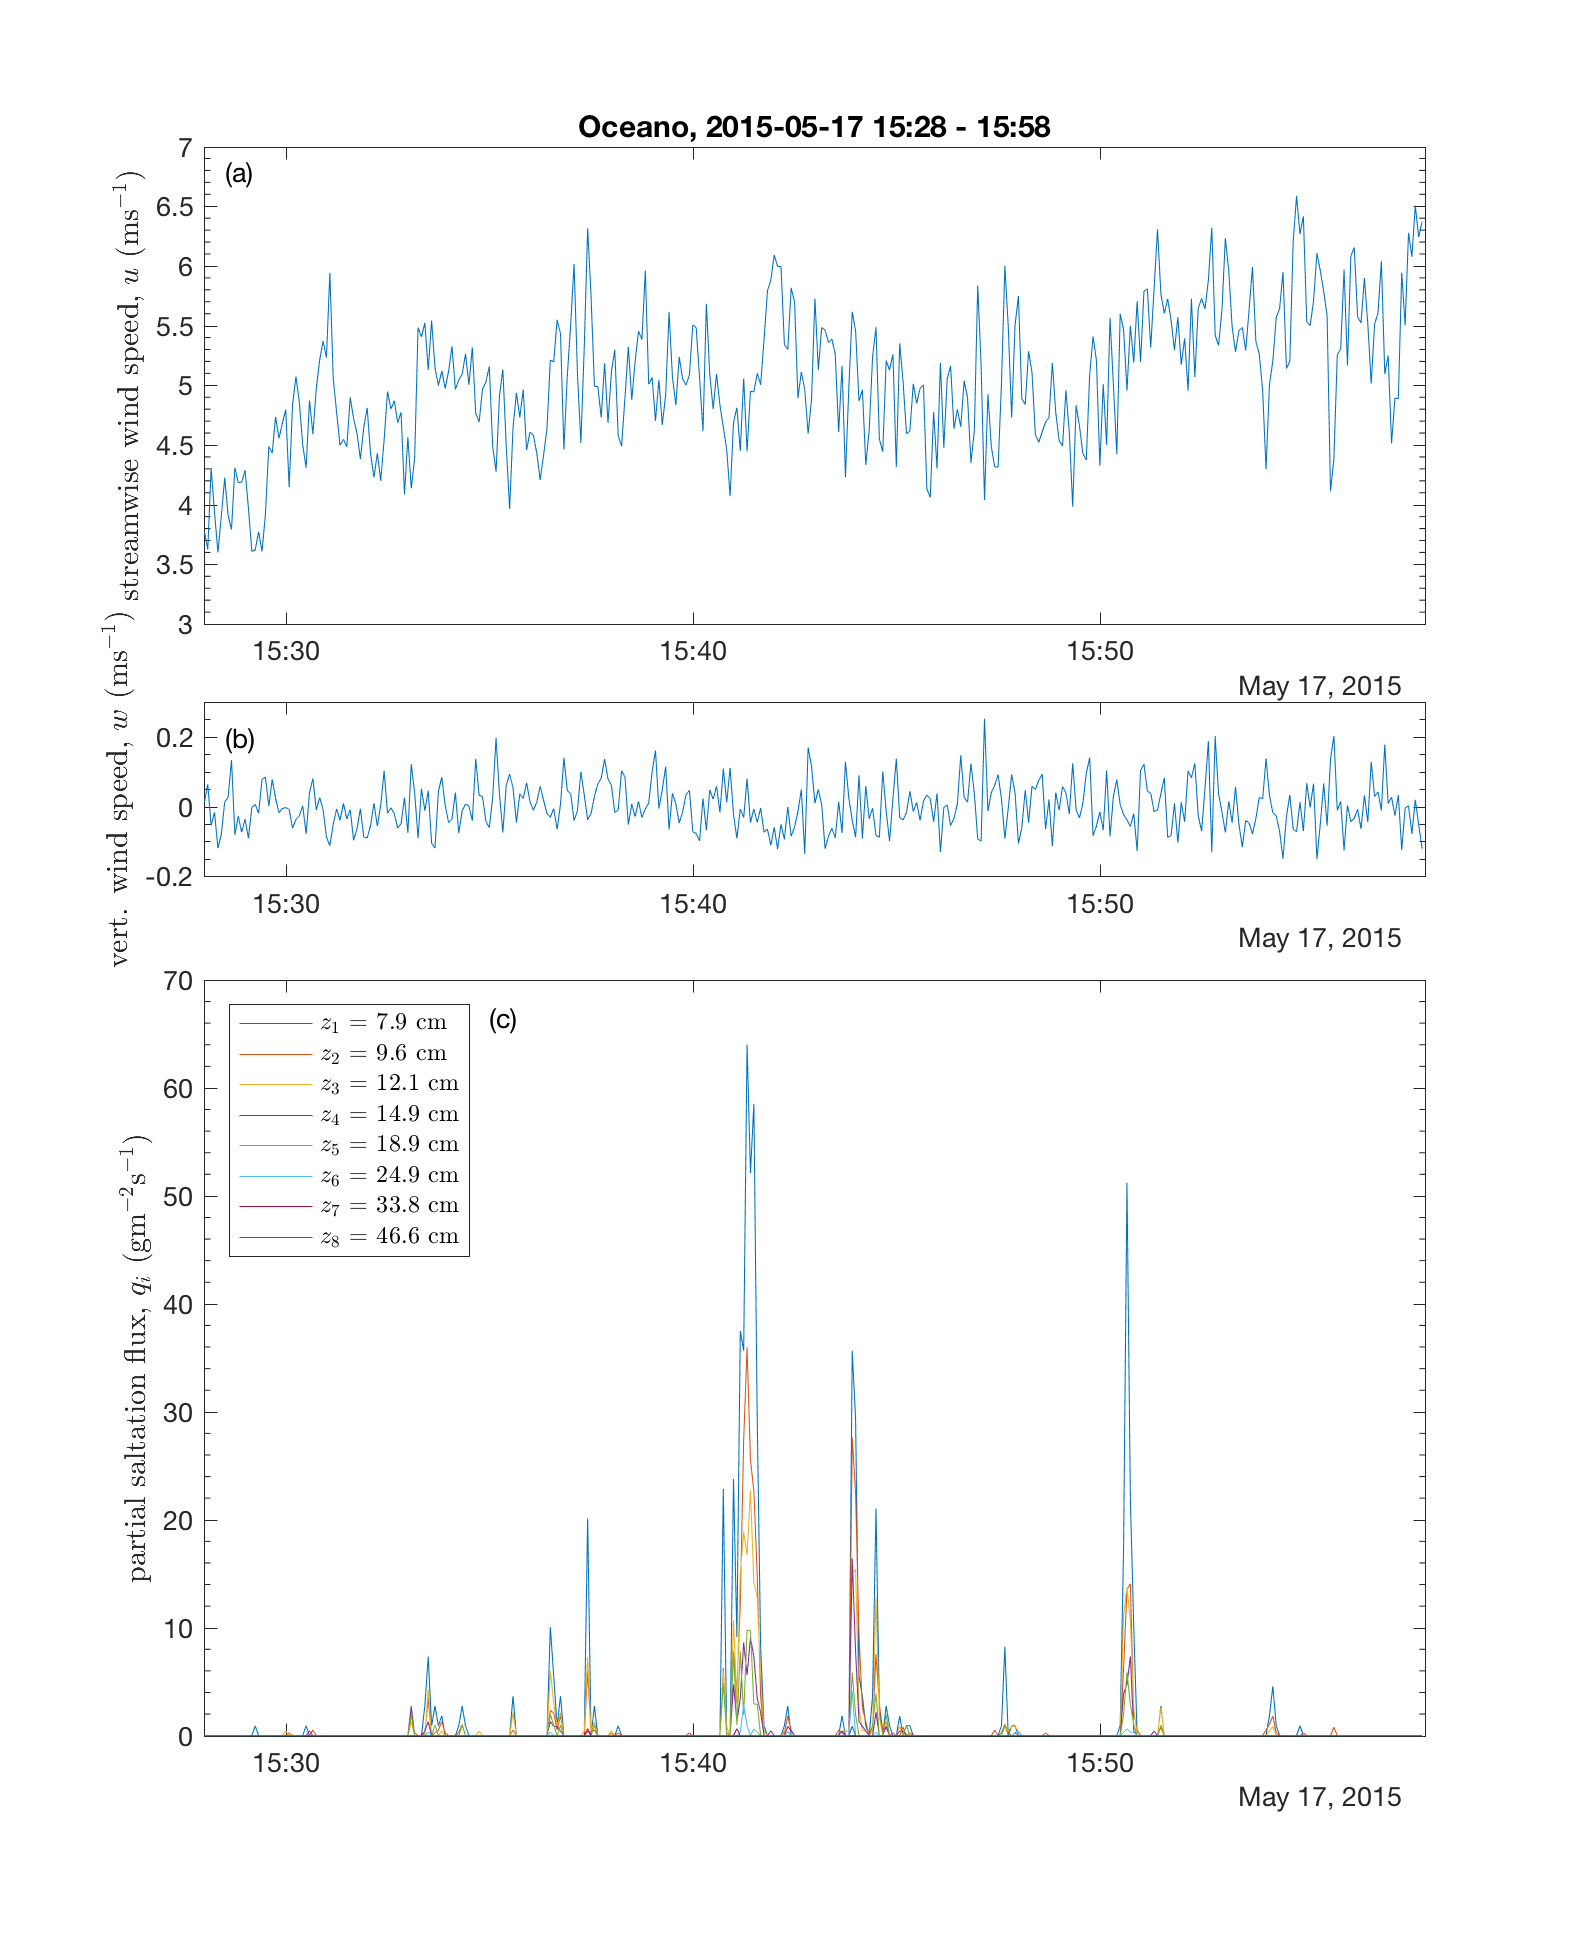 Oceano, 2015-05-17 15:28 - 15:58
(a)
streamwise wind speed, u (ms⁻¹)
7
6.5
6
5.5
5
4.5
4
3.5
3
15:30 15:40 15:50
May 17, 2015
(b)
vert. wind speed, w (ms⁻¹)
0.2
0
-0.2
15:30 15:40 15:50
May 17, 2015
(c)
partial saltation flux, qᵢ (gm⁻²s⁻¹)
70
60
50
40
30
20
10
0
z₁ = 7.9 cm
z₂ = 9.6 cm
z₃ = 12.1 cm
z₄ = 14.9 cm
z₅ = 18.9 cm
z₆ = 24.9 cm
z₇ = 33.8 cm
z₈ = 46.6 cm
15:30 15:40 15:50
May 17, 2015